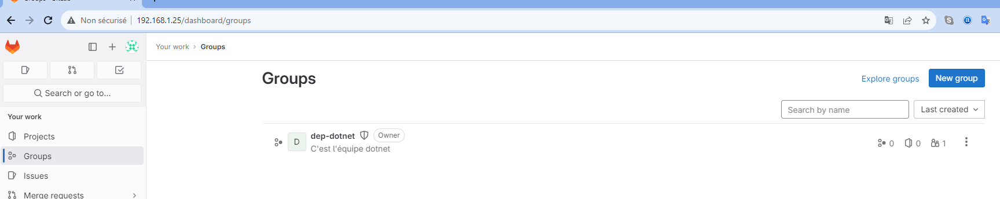 Non sécurisé 192.168.1.25/dashboard/groups
Your work › Groups
Search or go to...
Your work
Projects
Groups
Issues
Merge requests
Groups
Explore groups
New group
Search by name
Last created
D
dep-dotnet Owner
C'est l'équipe dotnet
0 0 1